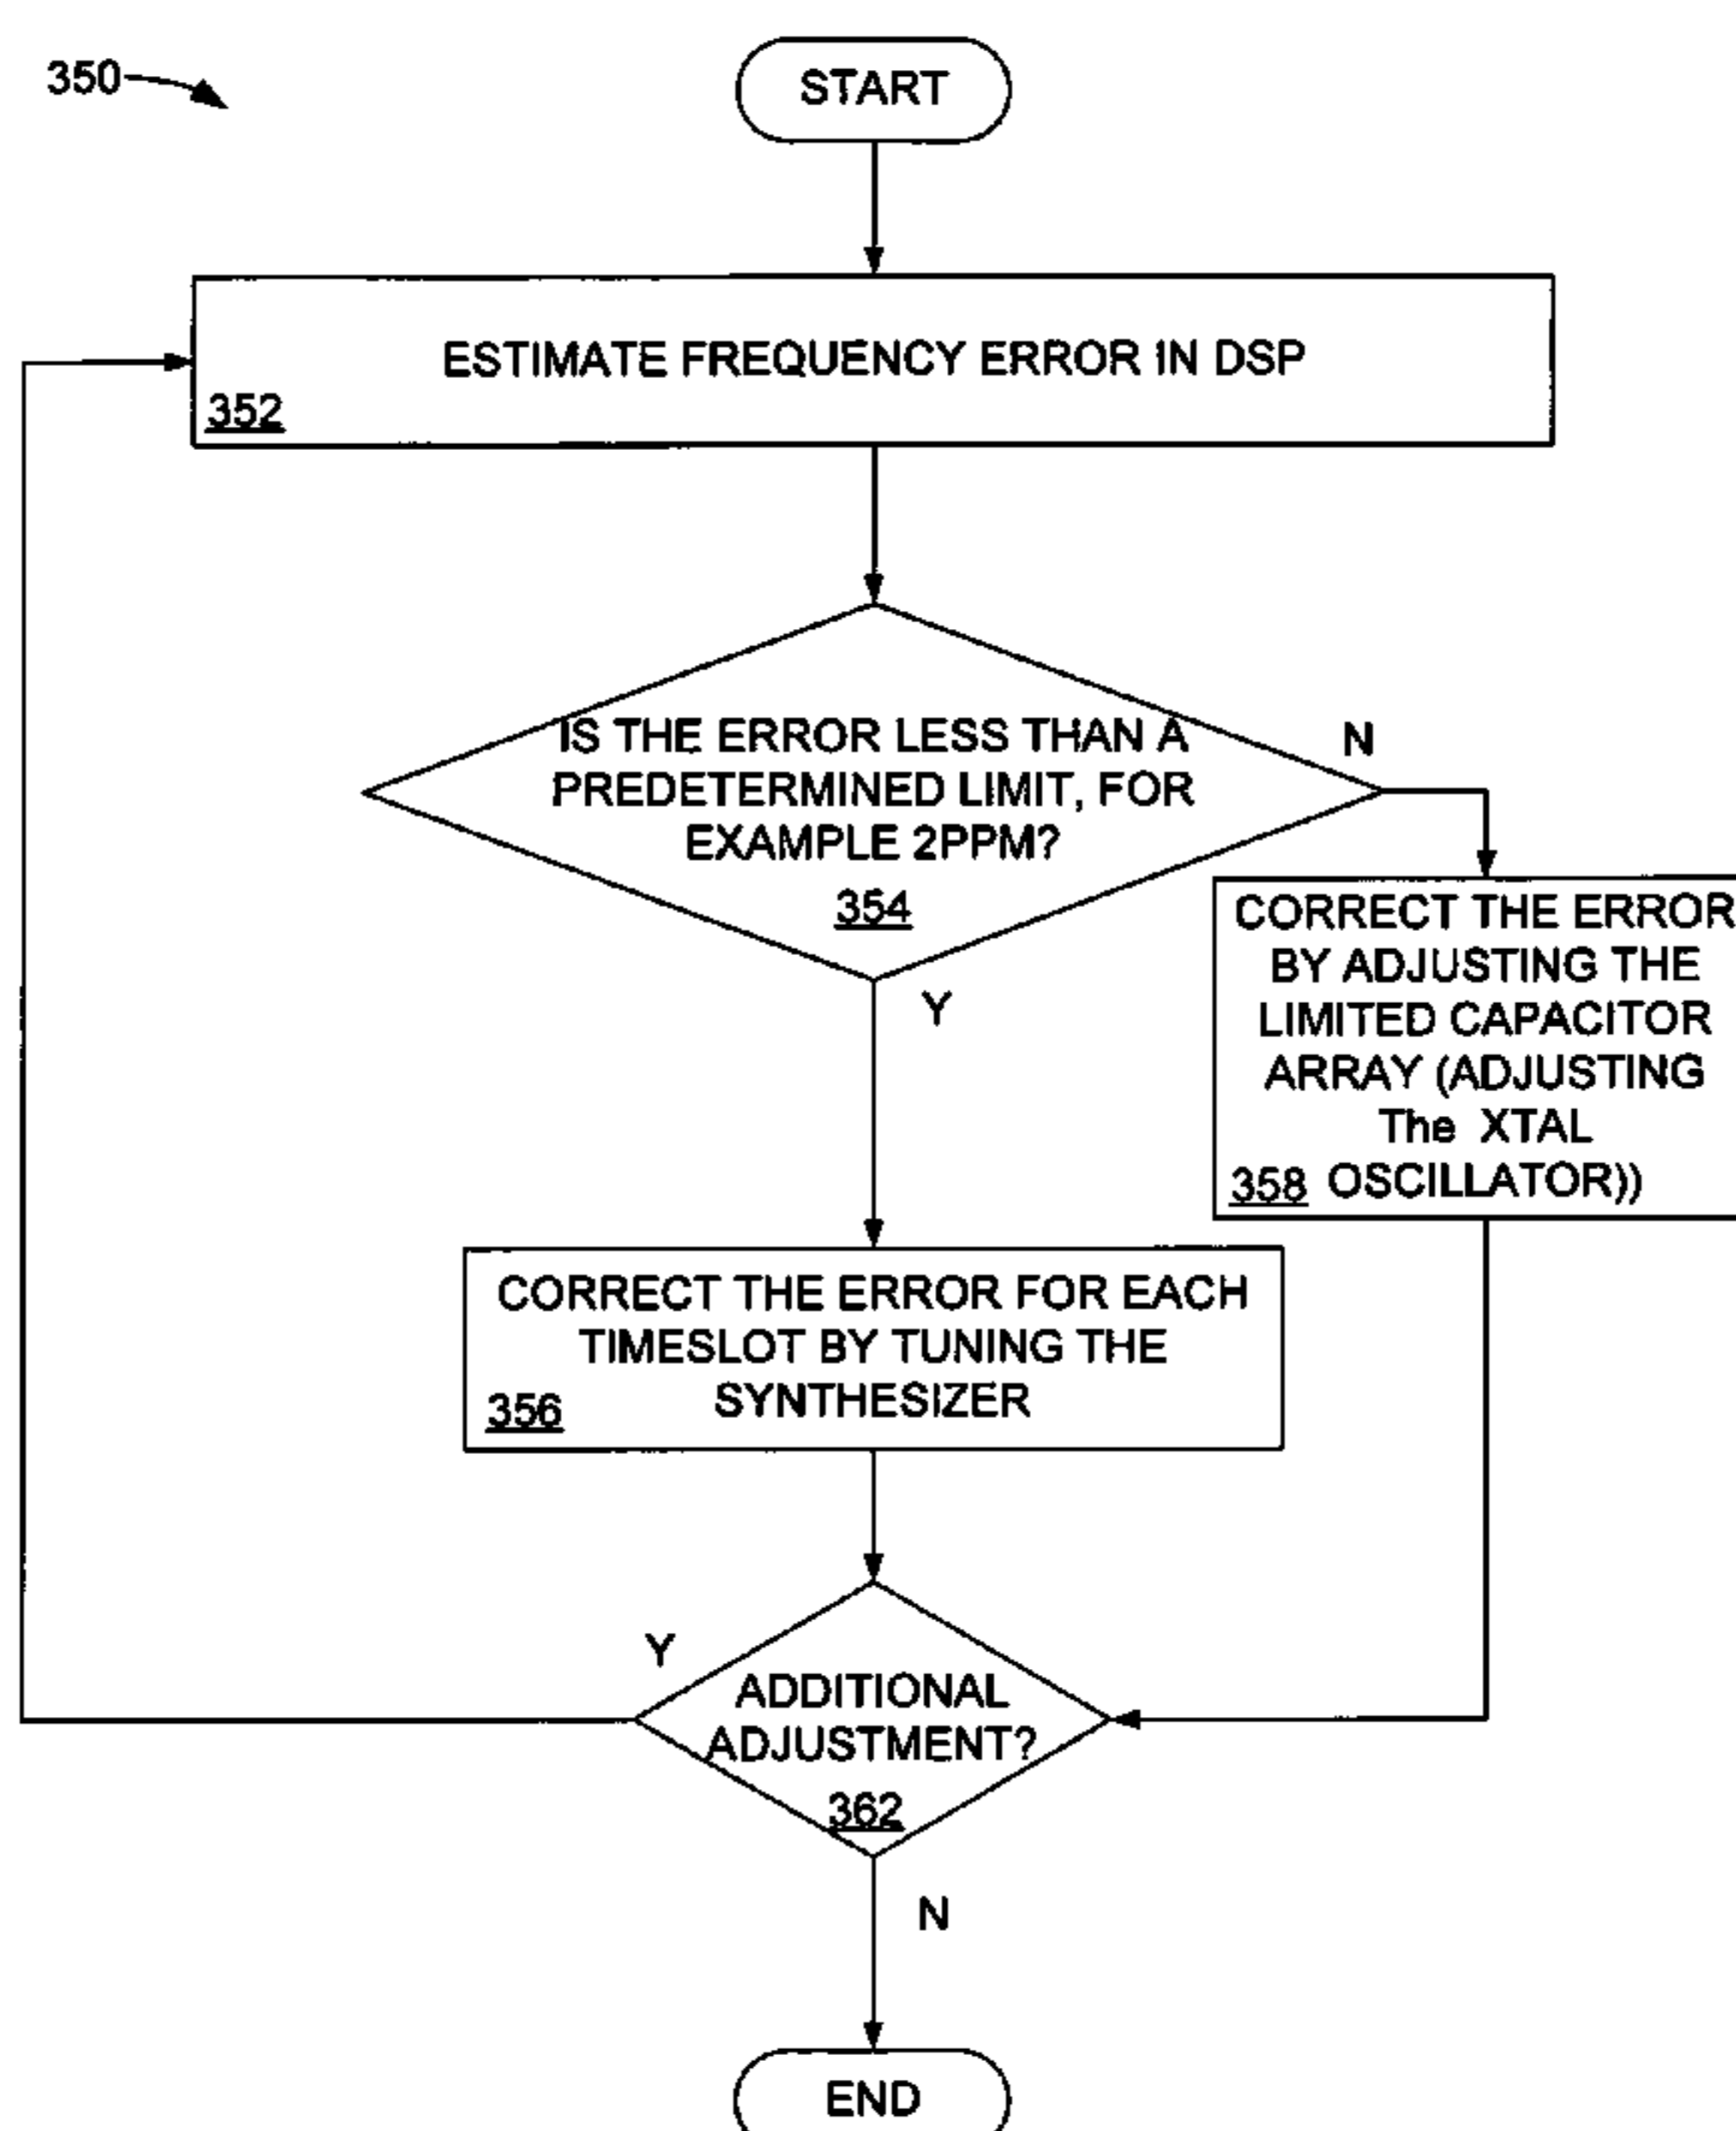 350
START
ESTIMATE FREQUENCY ERROR IN DSP
352
IS THE ERROR LESS THAN A
PREDETERMINED LIMIT, FOR
EXAMPLE 2PPM?
354
N
Y
CORRECT THE ERROR
BY ADJUSTING THE
LIMITED CAPACITOR
ARRAY (ADJUSTING
The XTAL
358 OSCILLATOR))
CORRECT THE ERROR FOR EACH
TIMESLOT BY TUNING THE
356 SYNTHESIZER
Y
ADDITIONAL
ADJUSTMENT?
362
N
END